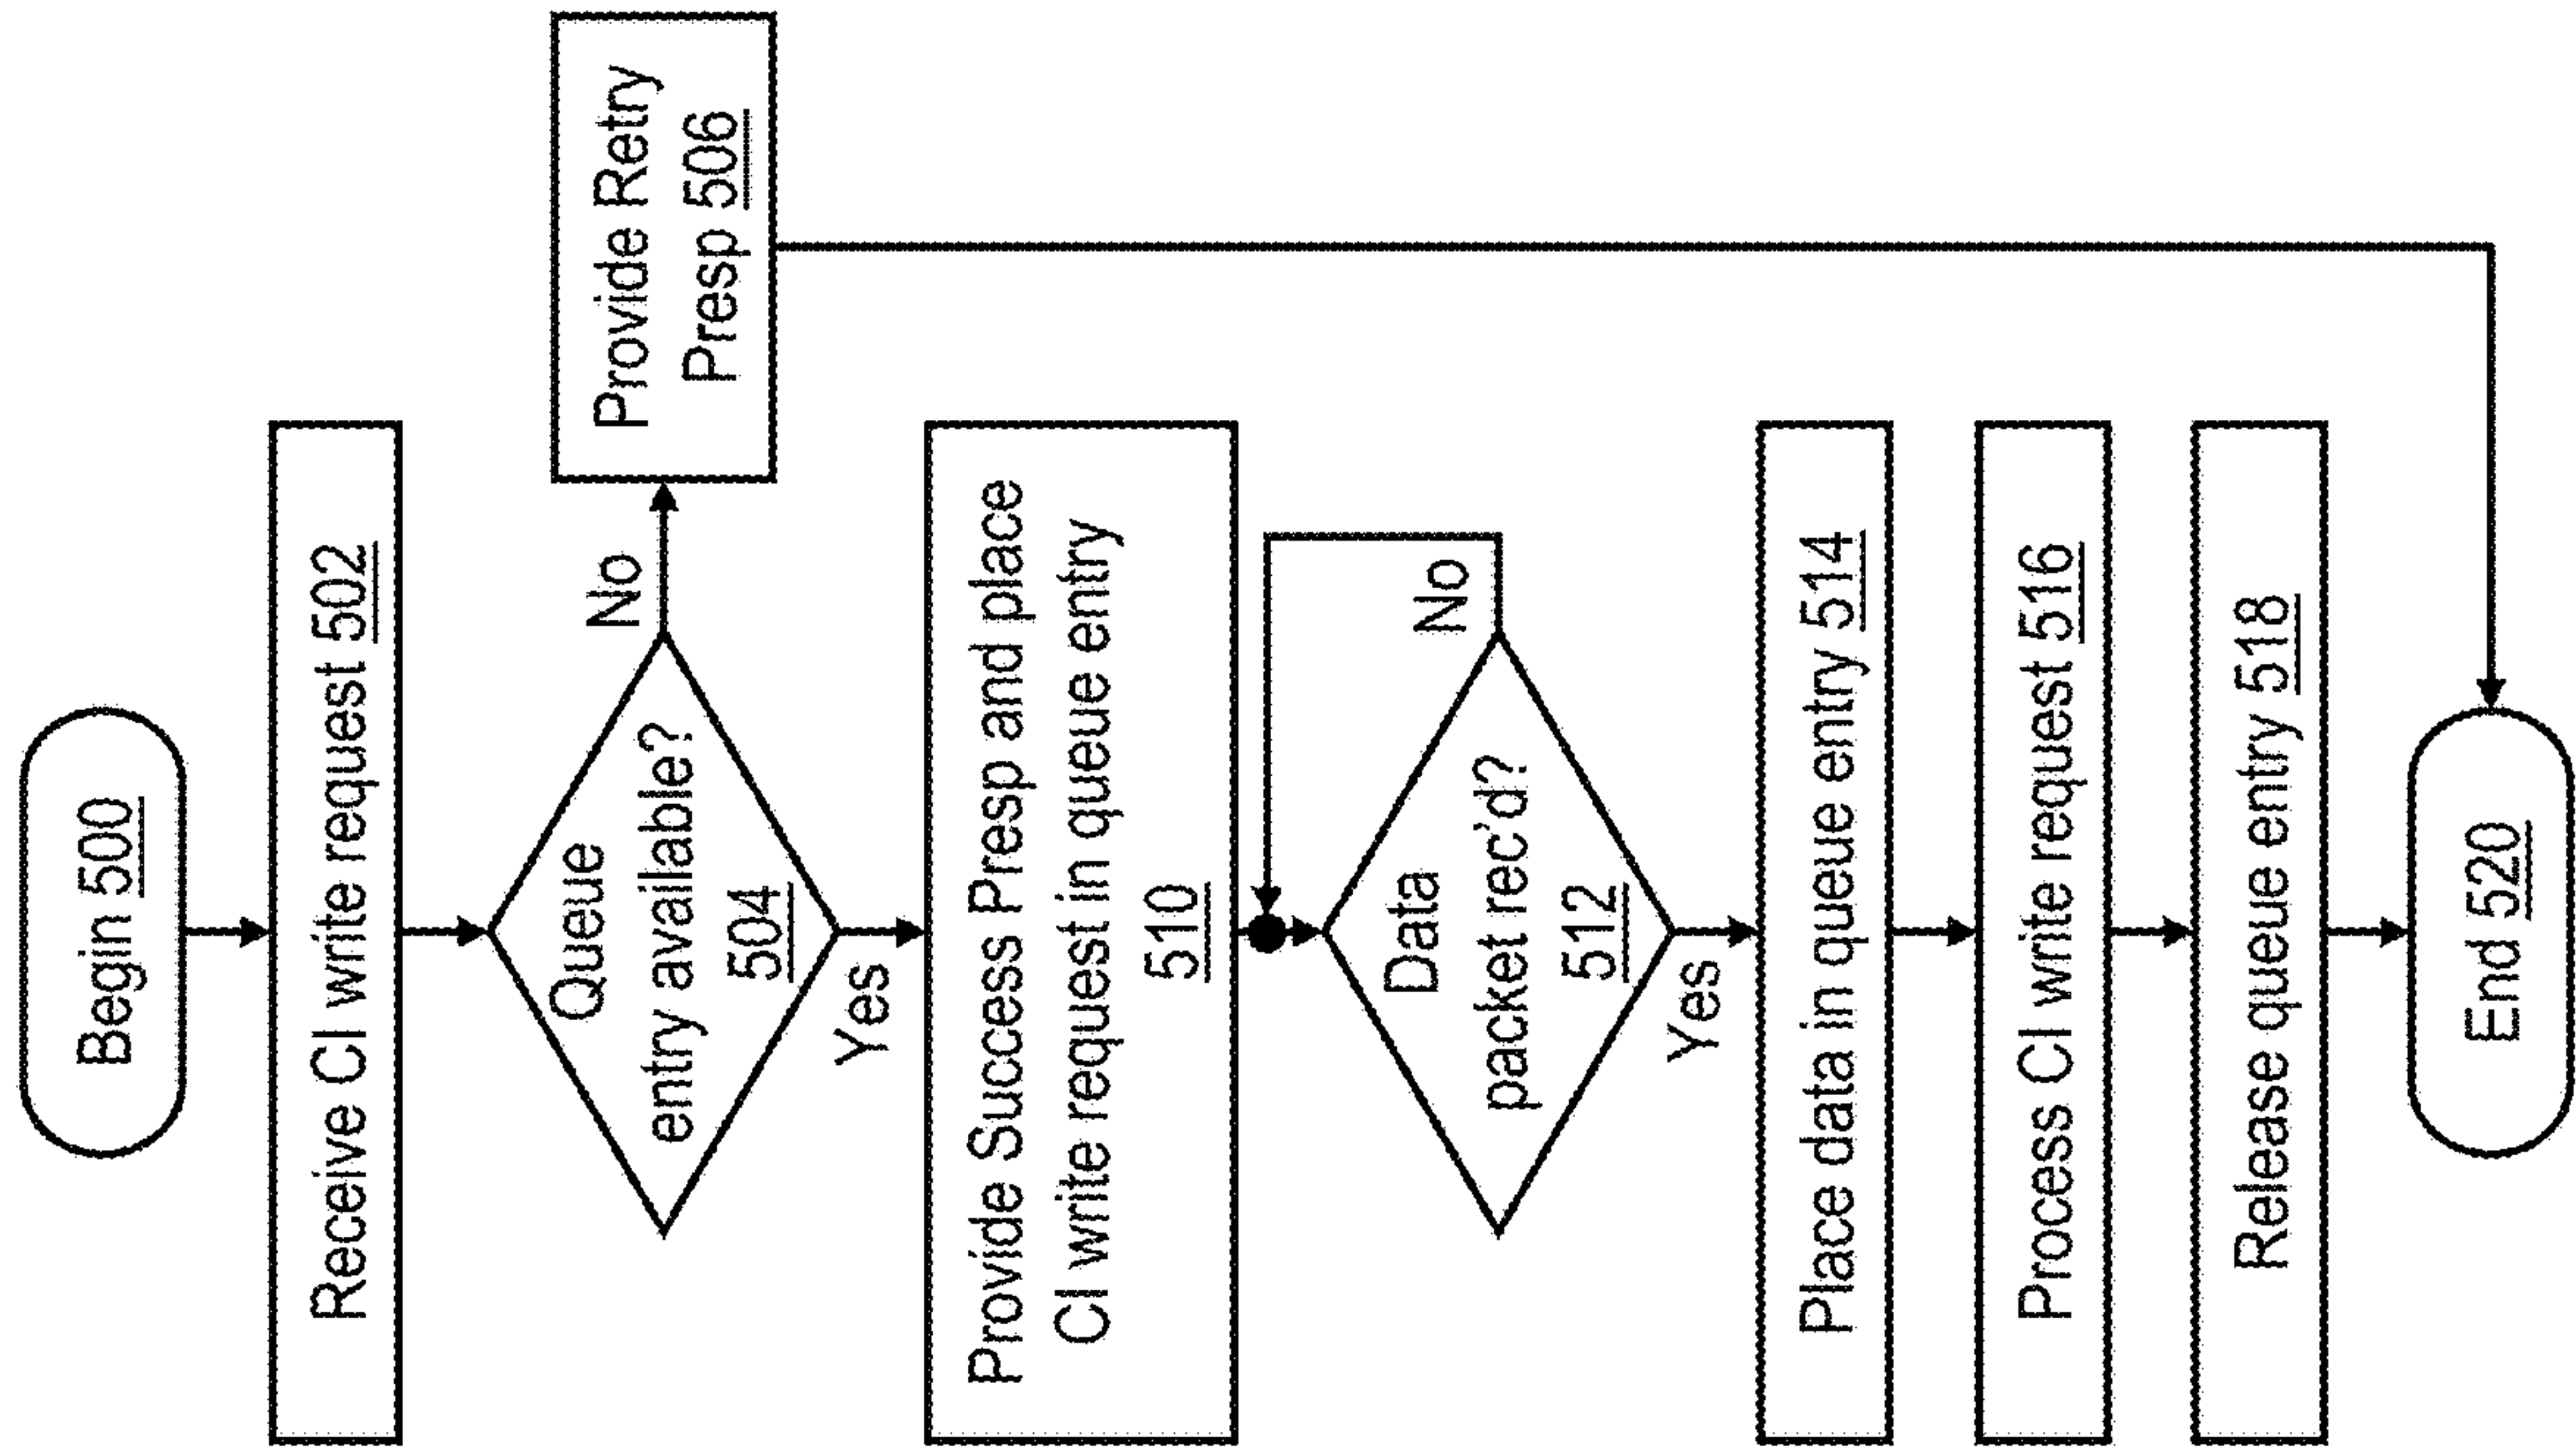 Begin 500
Receive CI write request 502
Queue
entry available?
504
No
Provide Retry
Presp 506
Yes
Provide Success Presp and place
CI write request in queue entry
510
Data
packet rec'd?
512
No
Yes
Place data in queue entry 514
Process CI write request 516
Release queue entry 518
End 520